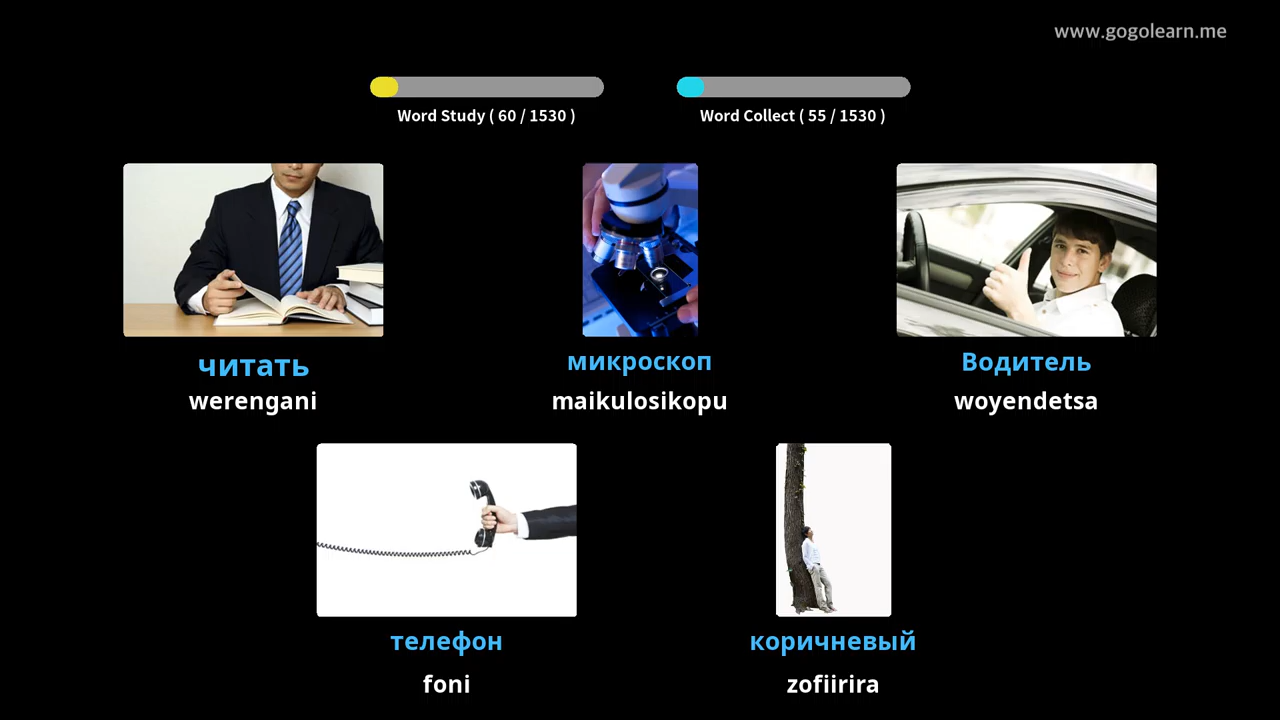 www.gogolearn.me
Word Study ( 60 / 1530 )
Word Collect ( 55 / 1530 )
читать
микроскоп
Водитель
werengani
maikulosikopu
woyendetsa
телефон
коричневый
foni
zofiirira